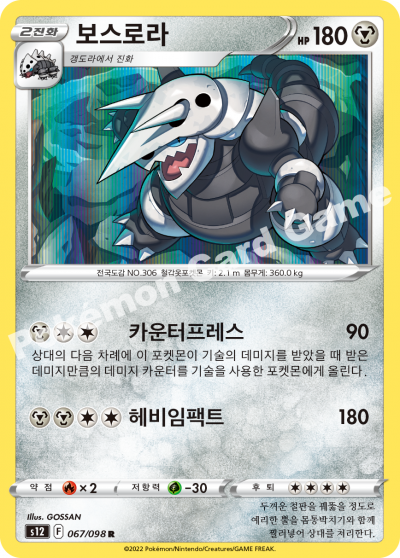 2진화
보스로라
HP 180
갱도라에서 진화
전국도감 NO.306 철갑옷포켓몬 키: 2.1 m 몸무게: 360.0 kg
Pokémon Card Game
카운터프레스 90
상대의 다음 차례에 이 포켓몬이 기술의 데미지를 받았을 때 받은
데미지만큼의 데미지 카운터를 기술을 사용한 포켓몬에게 올린다.
헤비임팩트 180
약점 ×2 저항력 -30 후퇴
Illus. GOSSAN
s12 F 067/098 R
두꺼운 철판을 꿰뚫을 정도로
예리한 뿔을 몸통박치기와 함께
찔러넣어 상대를 처리한다.
©2022 Pokémon/Nintendo/Creatures/GAME FREAK.